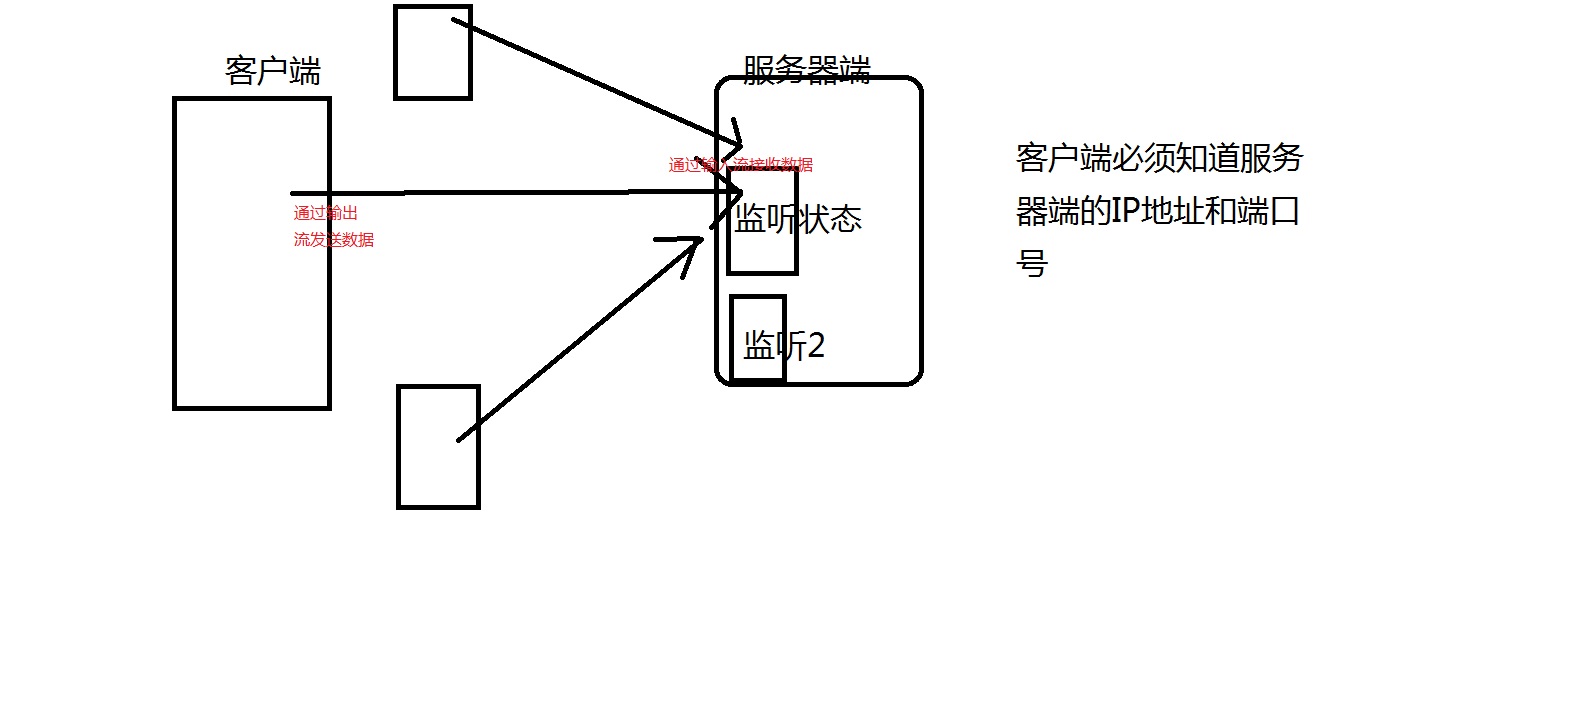 客户端
服务器端
通过输入流接收数据
通过输出
流发送数据
监听状态
监听2
客户端必须知道服务
器端的IP地址和端口
号